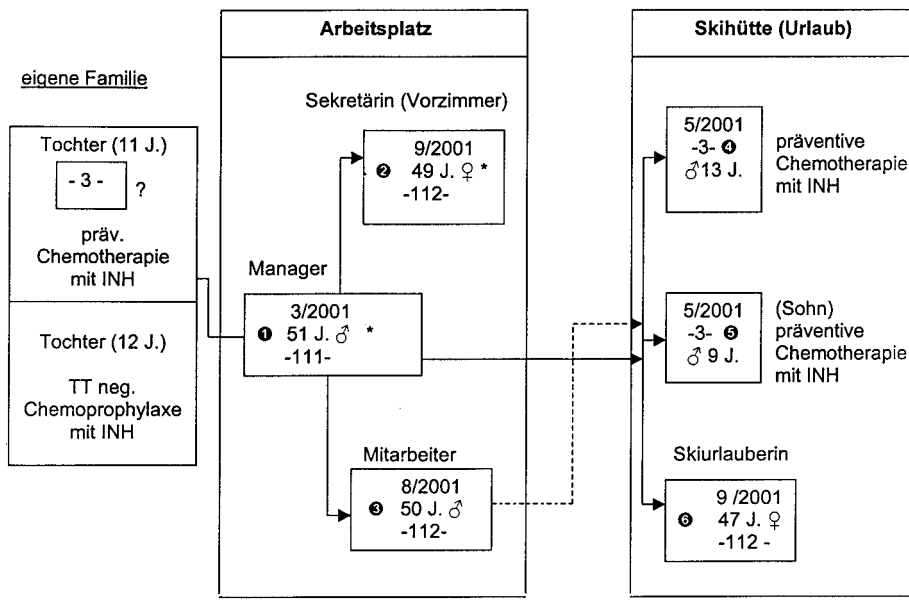 eigene Familie
Tochter (11 J.)
- 3 -
?
präv.
Chemotherapie
mit INH
Tochter (12 J.)
TT neg.
Chemoprophylaxe
mit INH
Arbeitsplatz
Sekretärin (Vorzimmer)
9/2001
❷ 49 J. ♀ *
-112-
Manager
3/2001
❶ 51 J. ♂ *
-111-
Mitarbeiter
8/2001
❸ 50 J. ♂
-112-
Skihütte (Urlaub)
5/2001
-3- ❹
♂13 J.
präventive
Chemotherapie
mit INH
5/2001
-3- ❺
♂ 9 J.
(Sohn)
präventive
Chemotherapie
mit INH
Skiurlauberin
9 /2001
❻ 47 J. ♀
-112 -